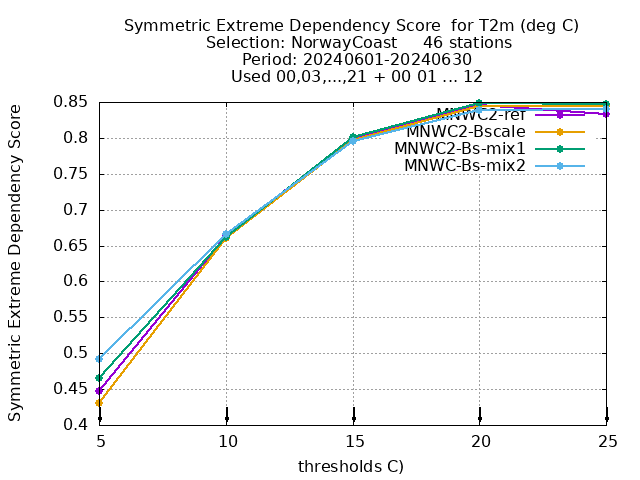 Symmetric Extreme Dependency Score for T2m (deg C)
Selection: NorwayCoast 46 stations
Period: 20240601-20240630
Used 00,03,...,21 + 00 01 ... 12
Symmetric Extreme Dependency Score
0.85
0.8
0.75
0.7
0.65
0.6
0.55
0.5
0.45
0.4
MNWC2-ref
MNWC2-Bscale
MNWC2-Bs-mix1
MNWC-Bs-mix2
5 10 15 20 25
thresholds C)